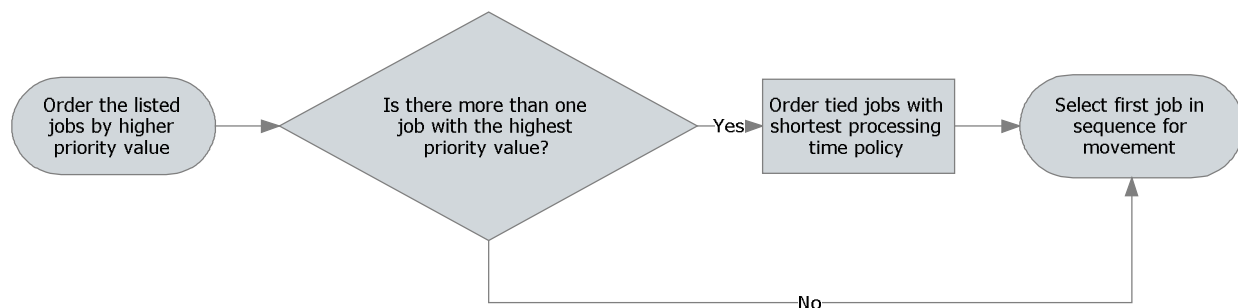 Order the listed
jobs by higher
priority value
Is there more than one
job with the highest
priority value?
Yes
Order tied jobs with
shortest processing
time policy
Select first job in
sequence for
movement
No